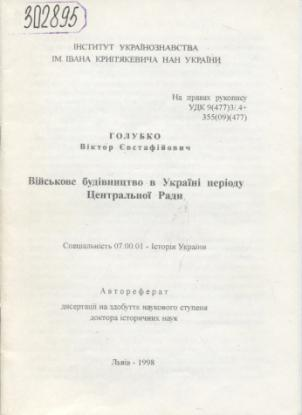 302895
ІНСТИТУТ УКРАЇНОЗНАВСТВА
ІМ. ІВАНА КРИП'ЯКЕВИЧА НАН УКРАЇНИ
На правах рукопису
УДК 9(477)3/.4+
355(09)(477)
ГОЛУБКО
Віктор Євстафійович
Військове будівництво в Україні періоду
Центральної Ради
Спеціальність 07.00.01 - Історія України
Автореферат
дисертації на здобуття наукового ступеня
доктора історичних наук
Львів - 1998